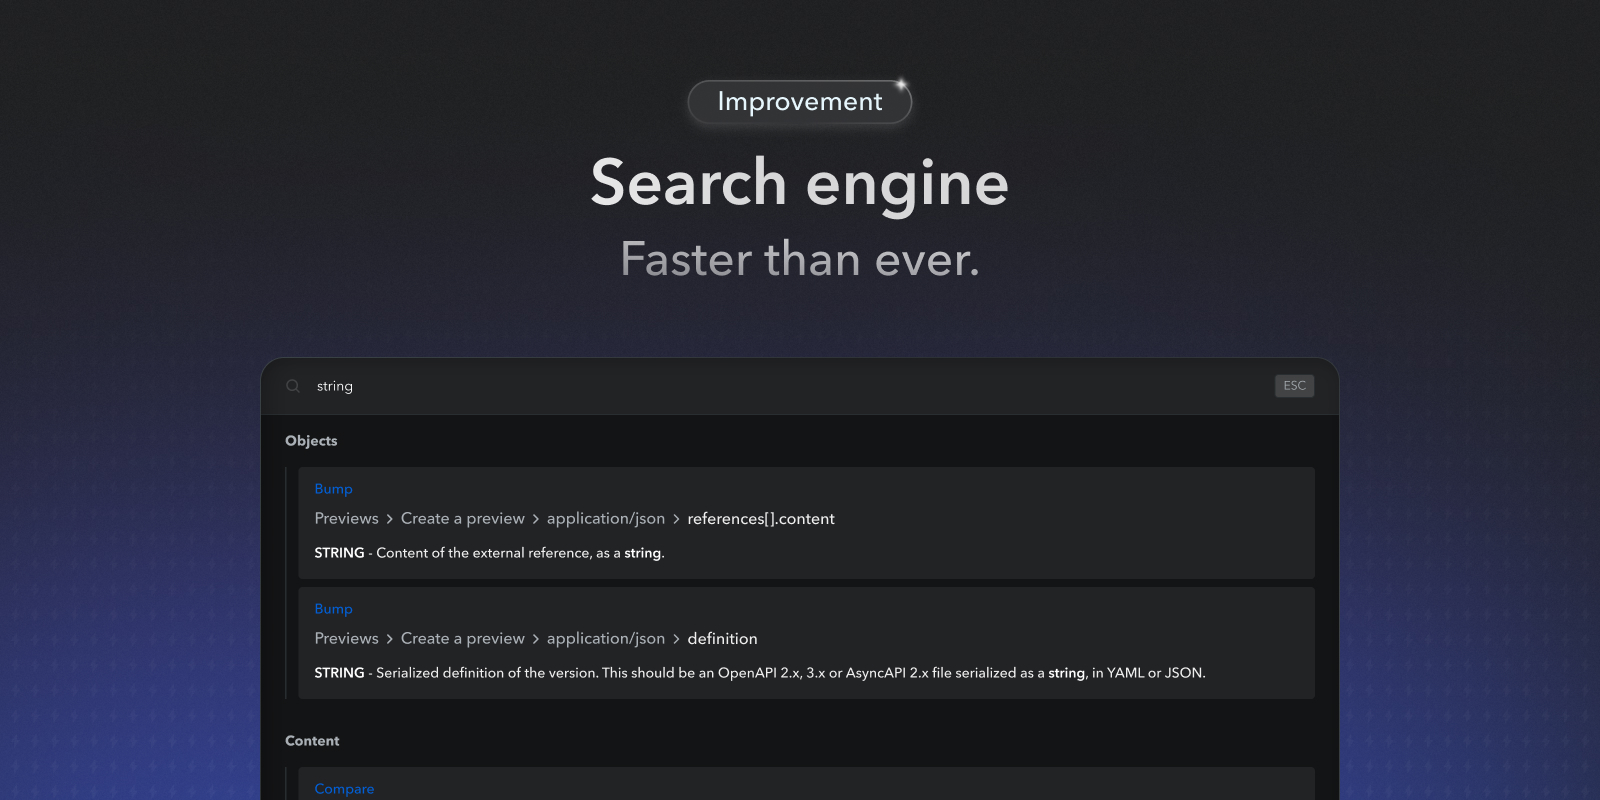 Improvement
Search engine
Faster than ever.
string
ESC
Objects
Bump
Previews > Create a preview > application/json > references[].content
STRING - Content of the external reference, as a string.
Bump
Previews > Create a preview > application/json > definition
STRING - Serialized definition of the version. This should be an OpenAPI 2.x, 3.x or AsyncAPI 2.x file serialized as a string, in YAML or JSON.
Content
Compare